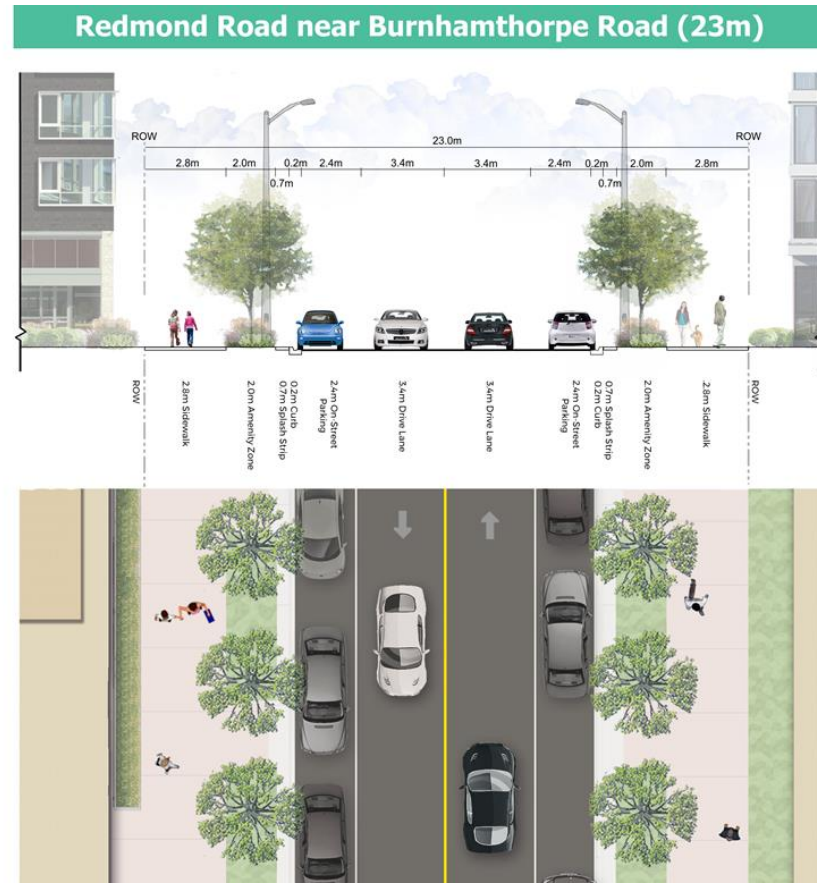 Redmond Road near Burnhamthorpe Road (23m)
ROW
ROW
23.0m
2.8m
2.0m
0.2m
2.4m
3.4m
3.4m
2.4m
0.2m
2.0m
2.8m
0.7m
0.7m
ROW
2.8m Sidewalk
2.0m Amenity Zone
0.2m Curb
0.7m Splash Strip
2.4m On-Street
Parking
3.4m Drive Lane
3.4m Drive Lane
2.4m On-Street
Parking
0.7m Splash Strip
0.2m Curb
2.0m Amenity Zone
2.8m Sidewalk
ROW